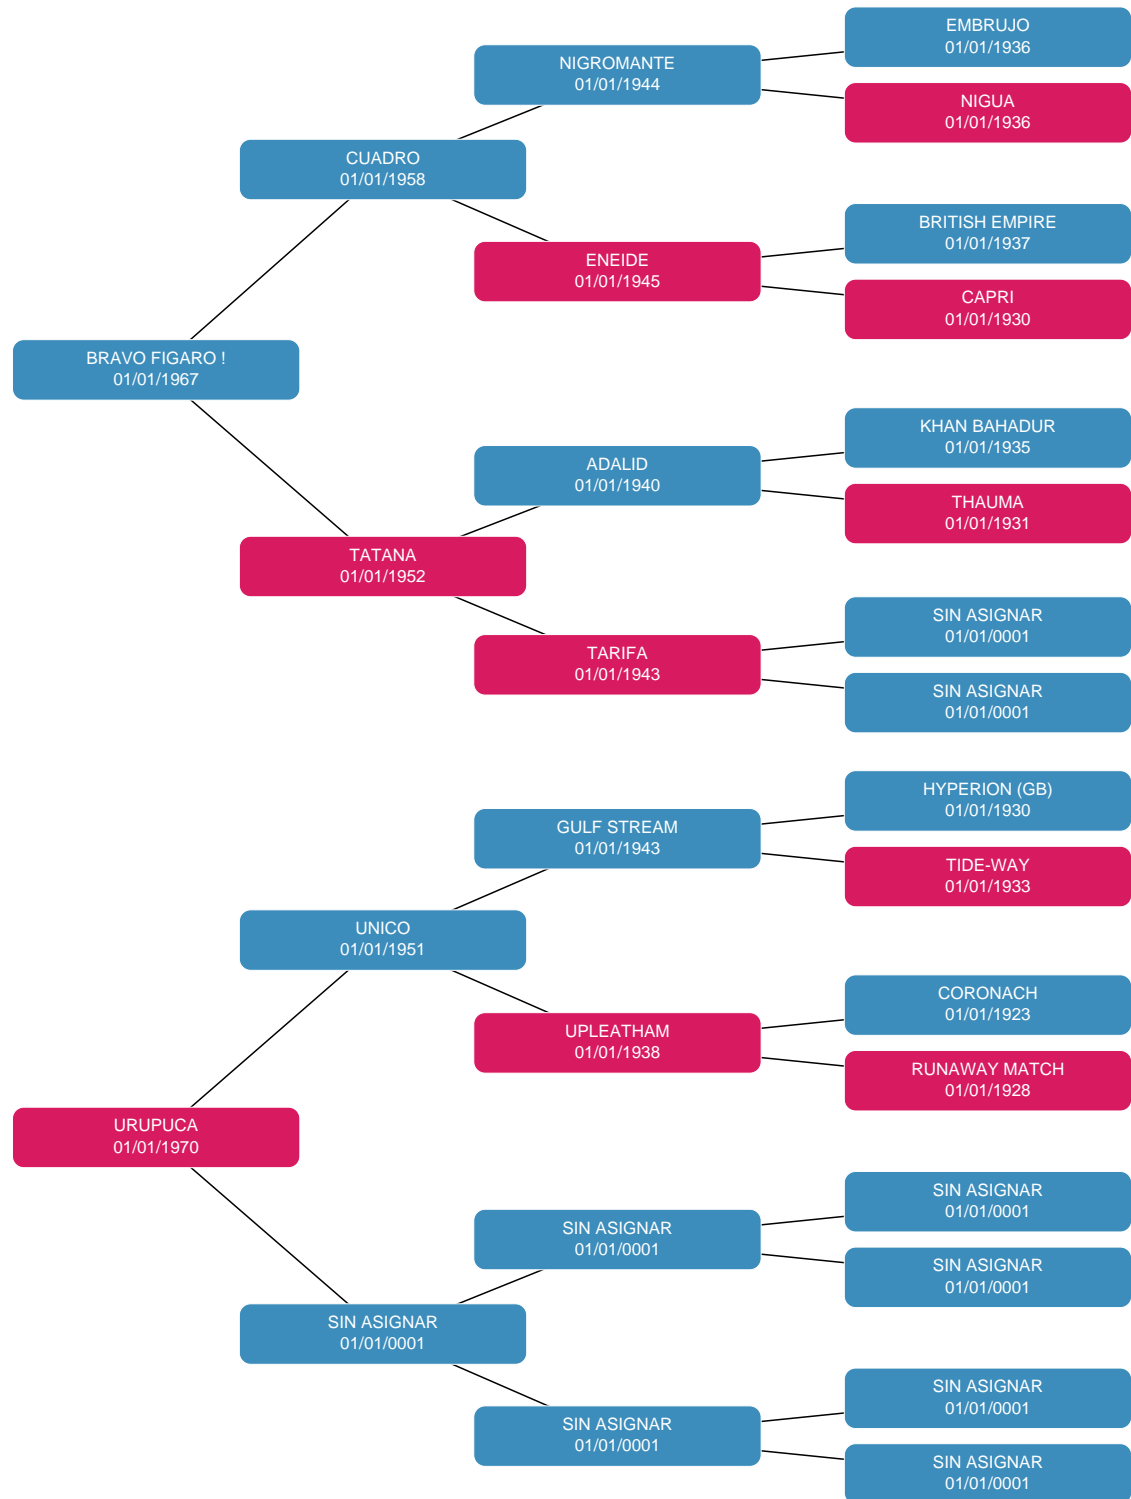 EMBRUJO
01/01/1936
NIGROMANTE
01/01/1944
NIGUA
01/01/1936
CUADRO
01/01/1958
BRITISH EMPIRE
01/01/1937
ENEIDE
01/01/1945
CAPRI
01/01/1930
BRAVO FIGARO !
01/01/1967
KHAN BAHADUR
01/01/1935
ADALID
01/01/1940
THAUMA
01/01/1931
TATANA
01/01/1952
SIN ASIGNAR
01/01/0001
TARIFA
01/01/1943
SIN ASIGNAR
01/01/0001
HYPERION (GB)
01/01/1930
GULF STREAM
01/01/1943
TIDE-WAY
01/01/1933
UNICO
01/01/1951
CORONACH
01/01/1923
UPLEATHAM
01/01/1938
RUNAWAY MATCH
01/01/1928
URUPUCA
01/01/1970
SIN ASIGNAR
01/01/0001
SIN ASIGNAR
01/01/0001
SIN ASIGNAR
01/01/0001
SIN ASIGNAR
01/01/0001
SIN ASIGNAR
01/01/0001
SIN ASIGNAR
01/01/0001
SIN ASIGNAR
01/01/0001